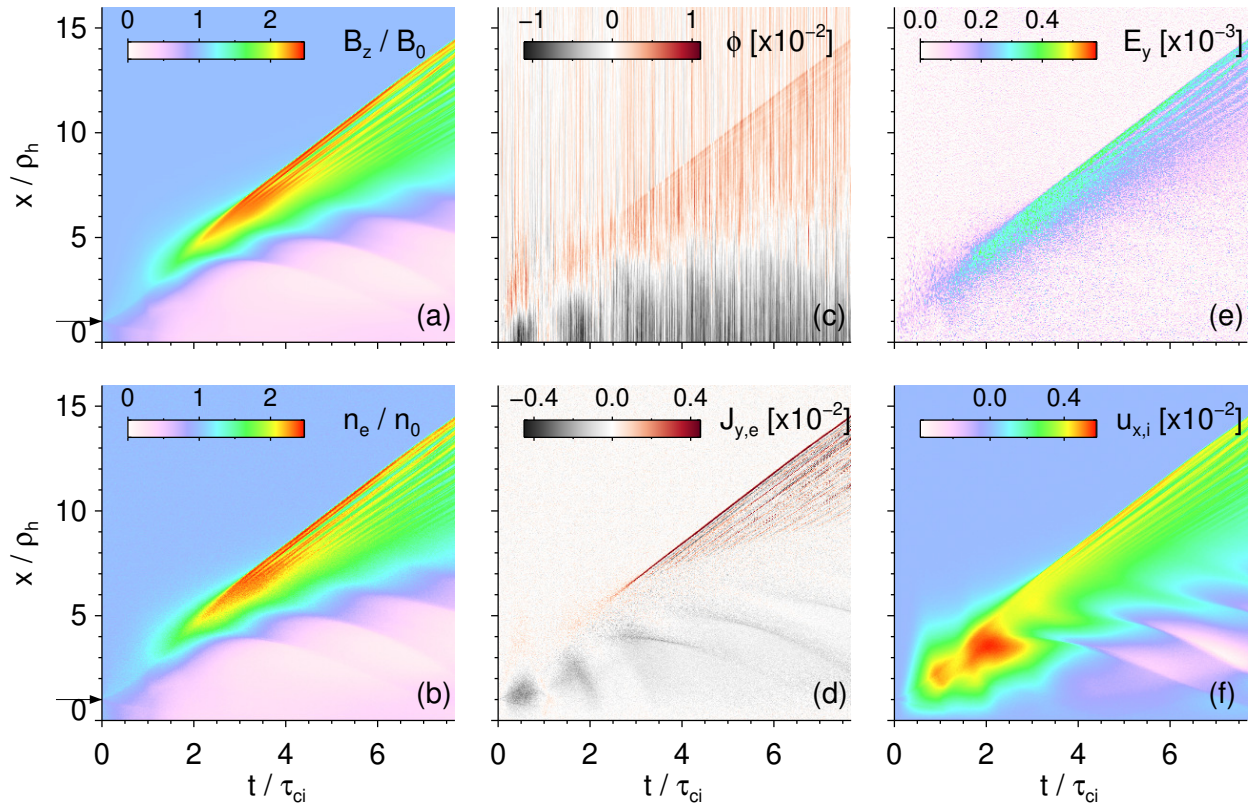 0 1 2
B_z / B_0
15
10
5
0
x / ρ_h
(a)
−1 0 1
ϕ [x10⁻²]
(c)
0.0 0.2 0.4
E_y [x10⁻³]
(e)
0 1 2
n_e / n_0
15
10
5
0
x / ρ_h
(b)
0 2 4 6
t / τ_ci
−0.4 0.0 0.4
J_y,e [x10⁻²]
(d)
0 2 4 6
t / τ_ci
0.0 0.4
u_x,i [x10⁻²]
(f)
0 2 4 6
t / τ_ci